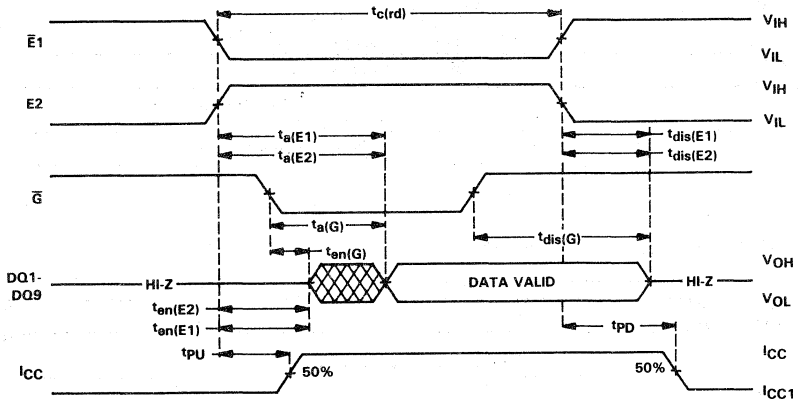 tc(rd)
E̅1̅
VIH
VIL
E2
VIH
VIL
ta(E1)
tdis(E1)
ta(E2)
tdis(E2)
G̅
ta(G)
tdis(G)
ten(G)
DQ1-
DQ9
HI-Z
DATA VALID
HI-Z
VOH
VOL
ten(E2)
ten(E1)
tPD
tPU
ICC
50%
50%
ICC
ICC1